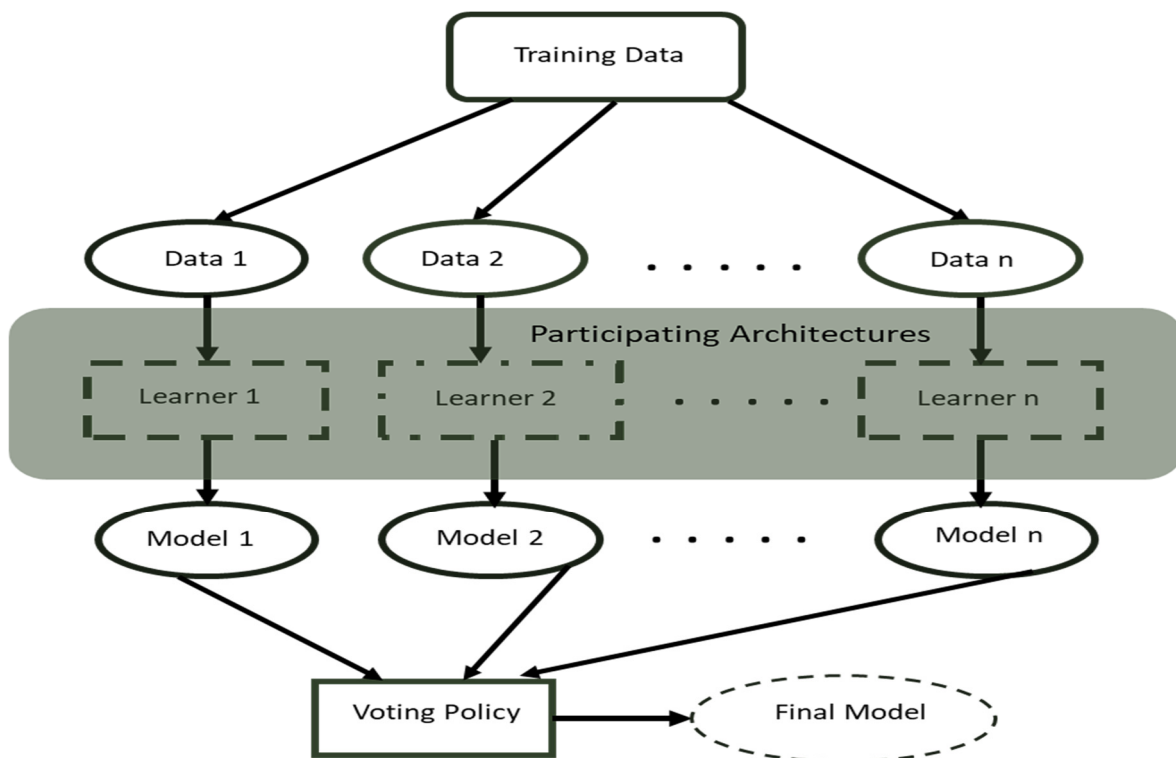 Training Data
Data 1
Data 2
. . . . .
Data n
Participating Architectures
Learner 1
Learner 2
. . . . .
Learner n
Model 1
Model 2
. . . . .
Model n
Voting Policy
Final Model